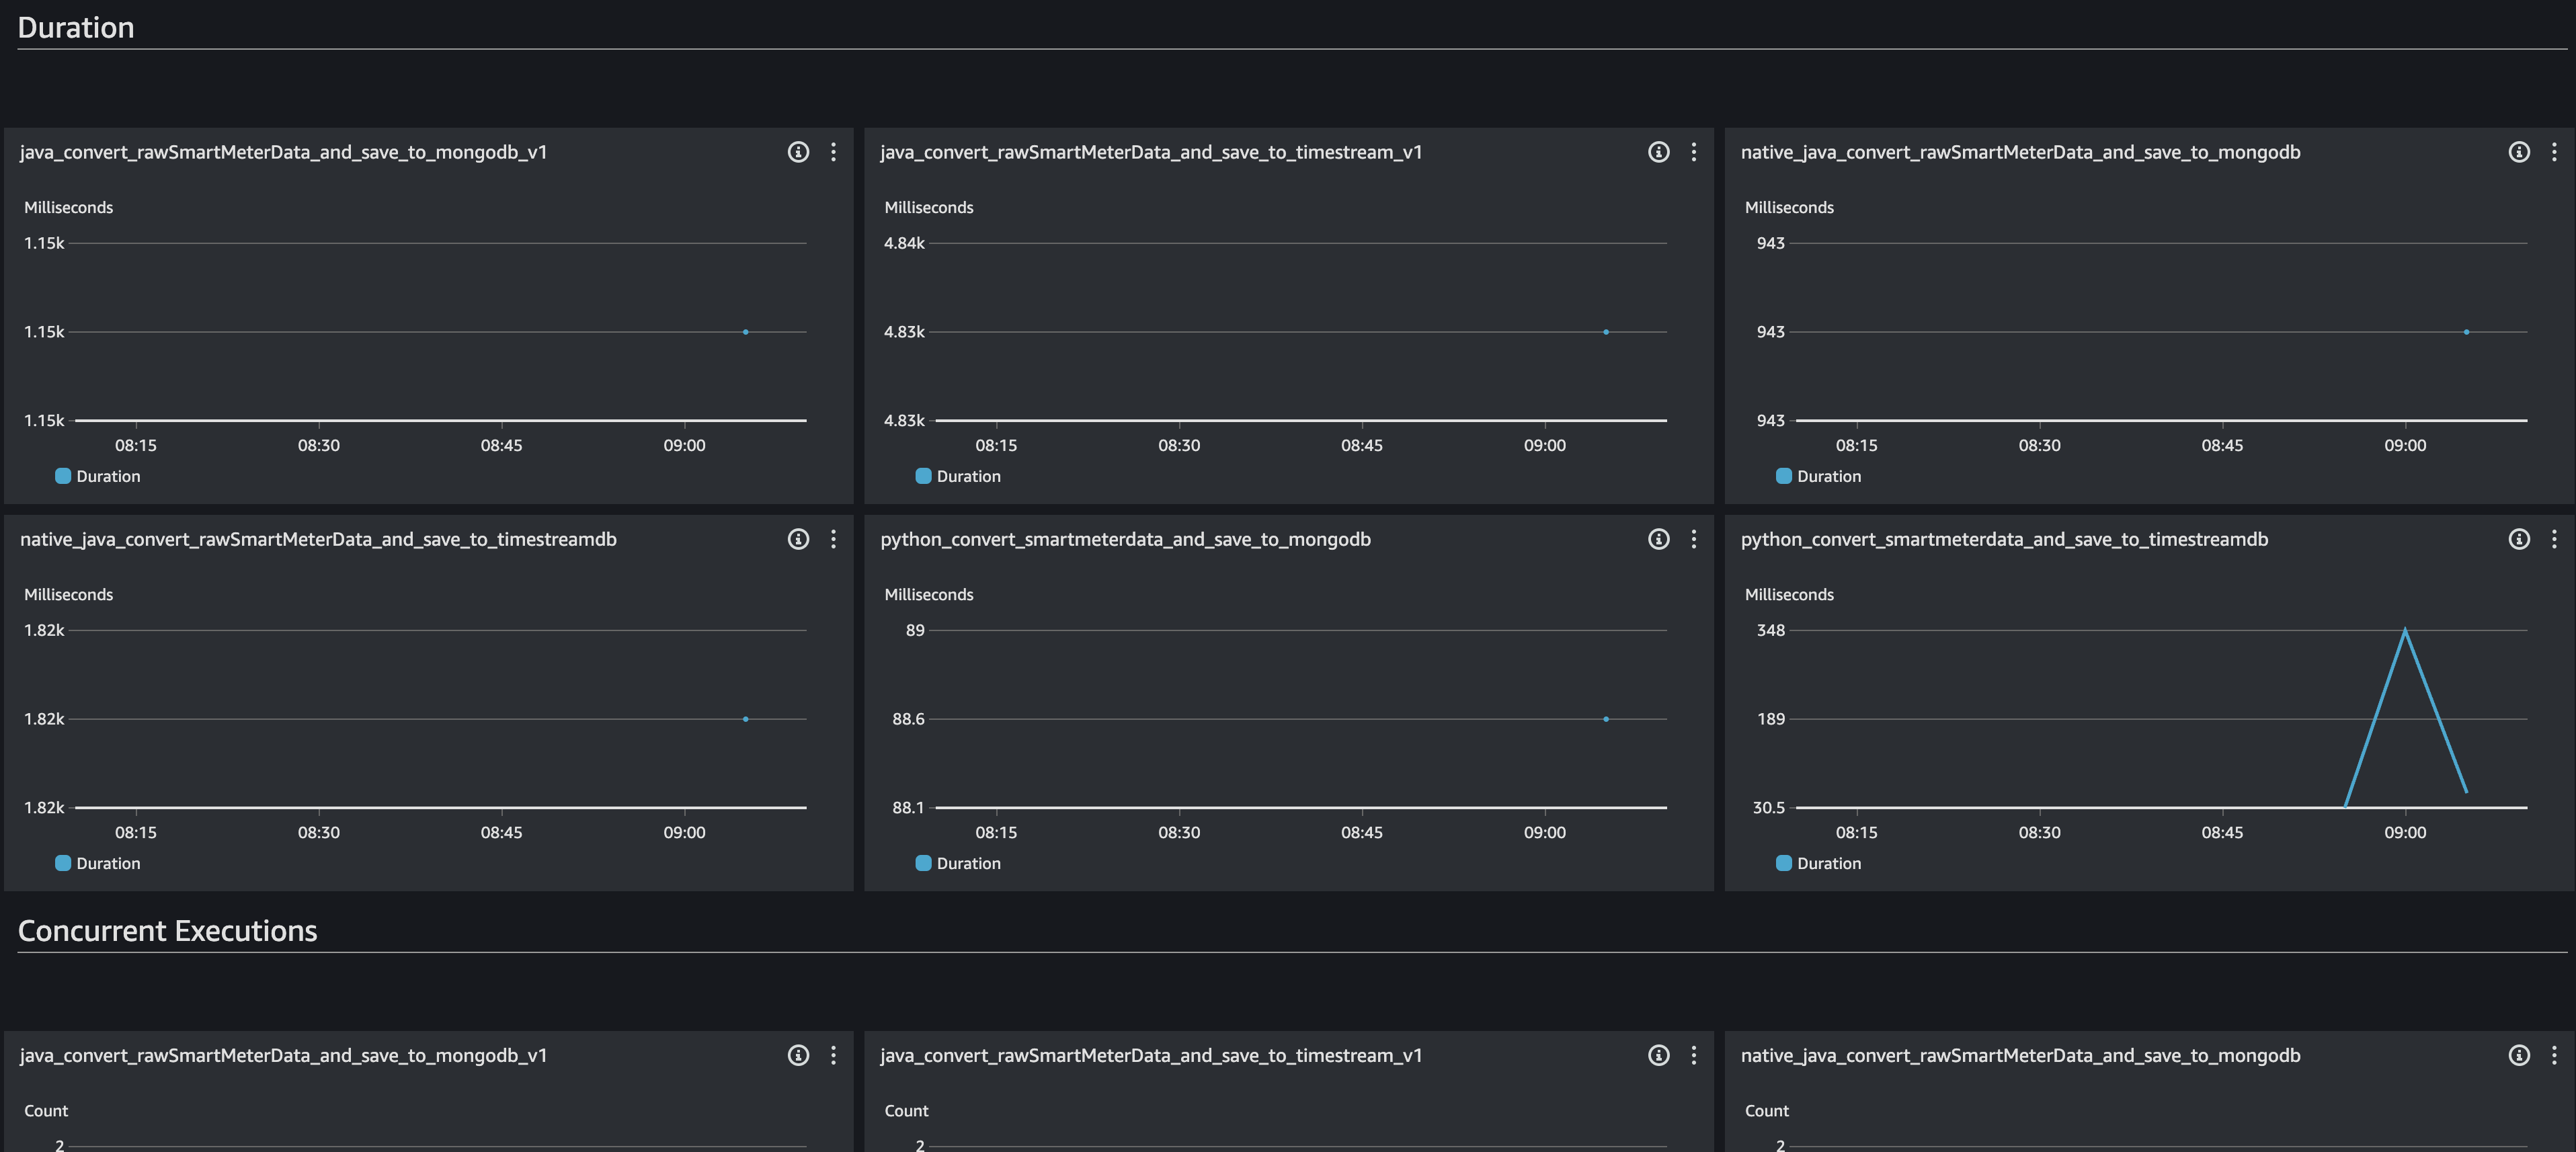 Duration
java_convert_rawSmartMeterData_and_save_to_mongodb_v1
Milliseconds
1.15k
1.15k
1.15k
08:15 08:30 08:45 09:00
Duration
java_convert_rawSmartMeterData_and_save_to_timestream_v1
Milliseconds
4.84k
4.83k
4.83k
08:15 08:30 08:45 09:00
Duration
native_java_convert_rawSmartMeterData_and_save_to_mongodb
Milliseconds
943
943
943
08:15 08:30 08:45 09:00
Duration
native_java_convert_rawSmartMeterData_and_save_to_timestreamdb
Milliseconds
1.82k
1.82k
1.82k
08:15 08:30 08:45 09:00
Duration
python_convert_smartmeterdata_and_save_to_mongodb
Milliseconds
89
88.6
88.1
08:15 08:30 08:45 09:00
Duration
python_convert_smartmeterdata_and_save_to_timestreamdb
Milliseconds
348
189
30.5
08:15 08:30 08:45 09:00
Duration
Concurrent Executions
java_convert_rawSmartMeterData_and_save_to_mongodb_v1
Count
2
java_convert_rawSmartMeterData_and_save_to_timestream_v1
Count
2
native_java_convert_rawSmartMeterData_and_save_to_mongodb
Count
2